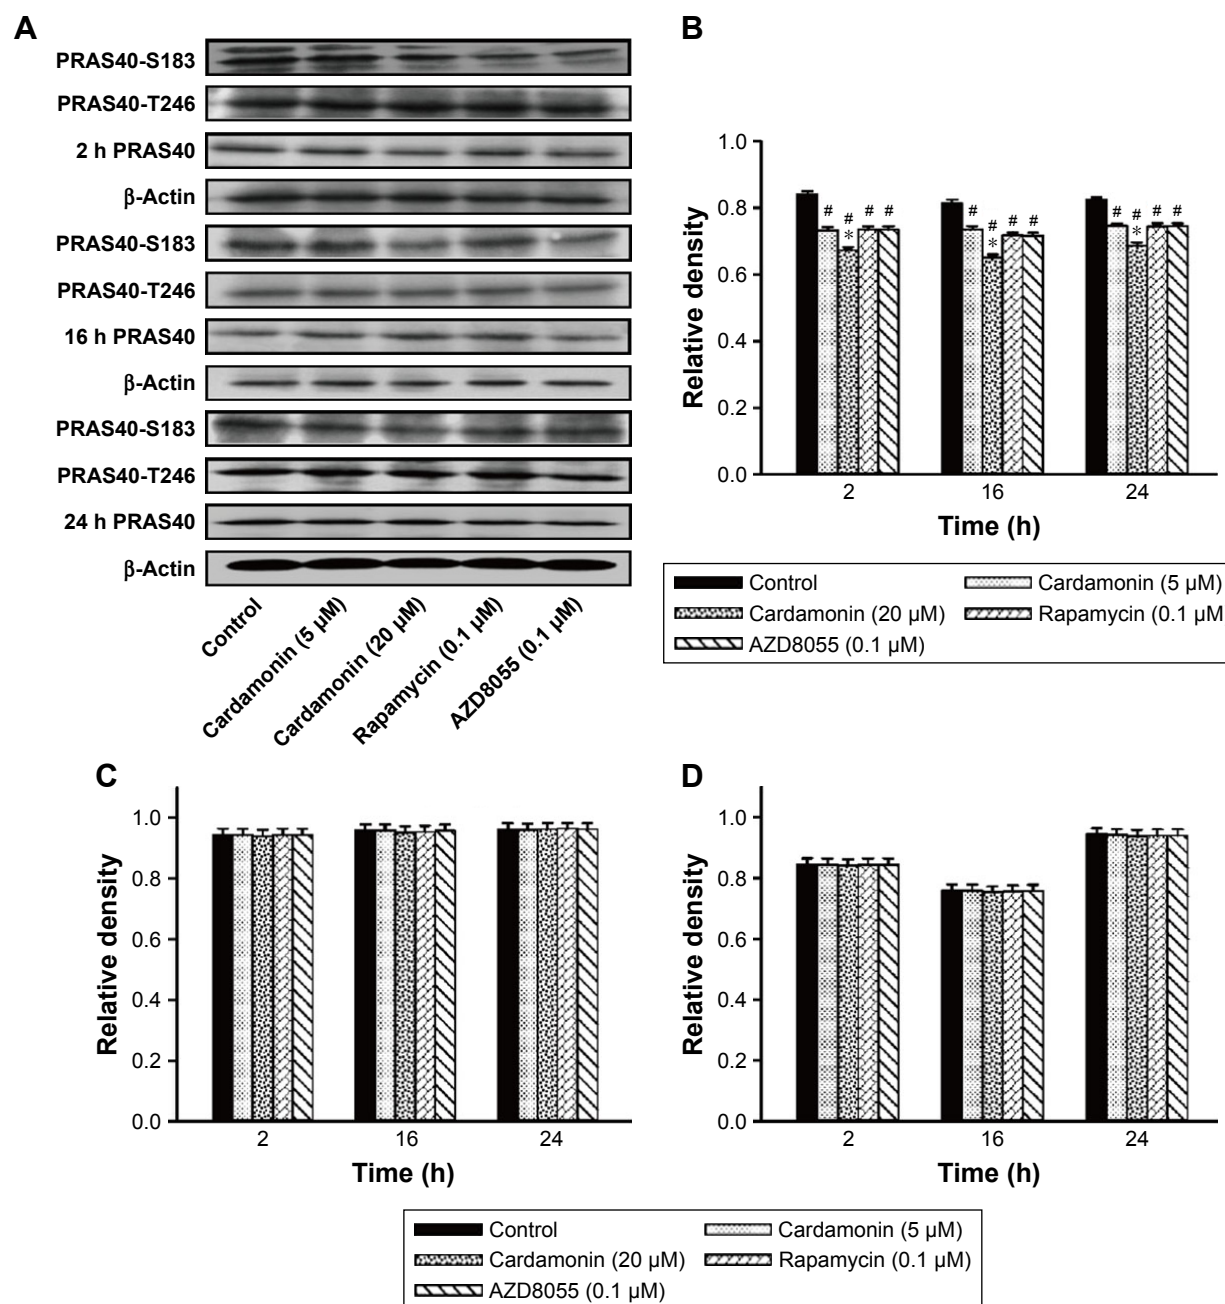 A
PRAS40-S183
PRAS40-T246
2 h PRAS40
β-Actin
PRAS40-S183
PRAS40-T246
16 h PRAS40
β-Actin
PRAS40-S183
PRAS40-T246
24 h PRAS40
β-Actin
Control
Cardamonin (5 µM)
Cardamonin (20 µM)
Rapamycin (0.1 µM)
AZD8055 (0.1 µM)
B
Relative density
1.0
0.8
0.6
0.4
0.2
0.0
# # # #
*
# # # #
*
# # # #
*
2 16 24
Time (h)
Control Cardamonin (5 µM)
Cardamonin (20 µM) Rapamycin (0.1 µM
AZD8055 (0.1 µM)
C
Relative density
1.0
0.8
0.6
0.4
0.2
0.0
2 16 24
Time (h)
D
Relative density
1.0
0.8
0.6
0.4
0.2
0.0
2 16 24
Time (h)
Control Cardamonin (5 µM)
Cardamonin (20 µM) Rapamycin (0.1 µM)
AZD8055 (0.1 µM)